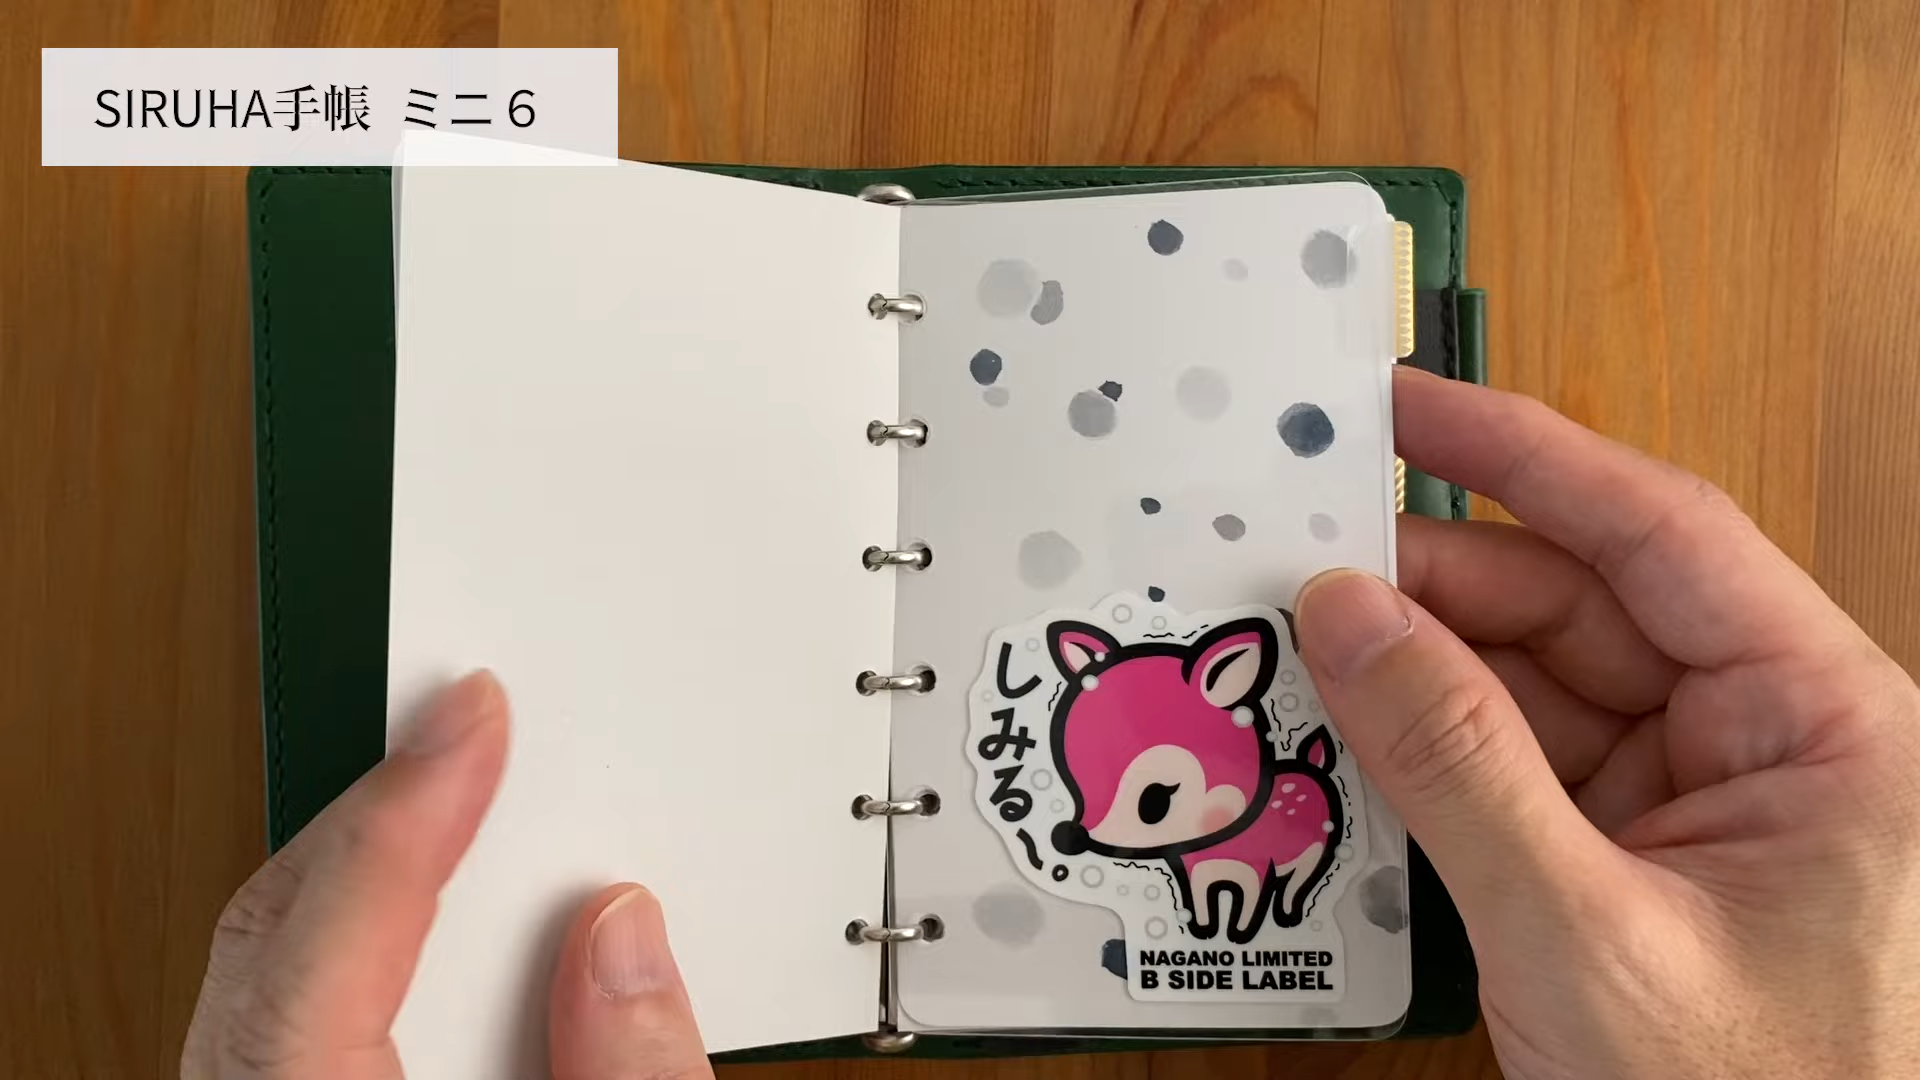 SIRUHA手帳 ミニ６
しみる〜。
NAGANO LIMITED
B SIDE LABEL